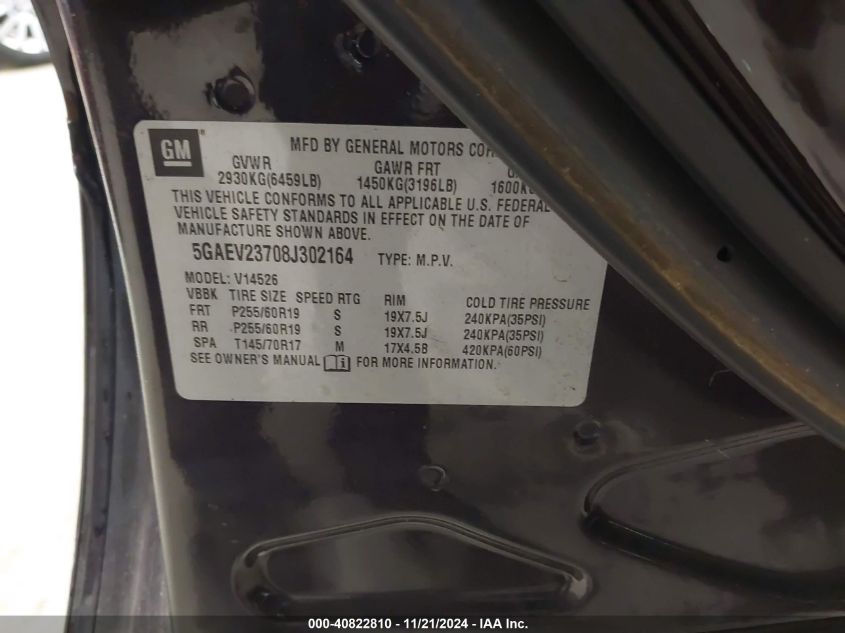 GM ®
MFD BY GENERAL MOTORS
GVWR GAWR FRT
2930KG(6459LB) 1450KG(3196LB)
THIS VEHICLE CONFORMS TO ALL APPLICABLE U.S. FEDERAL
VEHICLE SAFETY STANDARDS IN EFFECT ON THE DATE OF
MANUFACTURE SHOWN ABOVE.
5GAEV23708J302164 TYPE: M.P.V.
MODEL: V14526
VBBK TIRE SIZE SPEED RTG RIM COLD TIRE PRESSURE
FRT P255/60R19 S 19X7.5J 240KPA(35PSI)
RR P255/60R19 S 19X7.5J 240KPA(35PSI)
SPA T145/70R17 M 17X4.5B 420KPA(60PSI)
SEE OWNER'S MANUAL FOR MORE INFORMATION.
000-40822810 - 11/21/2024 - IAA Inc.